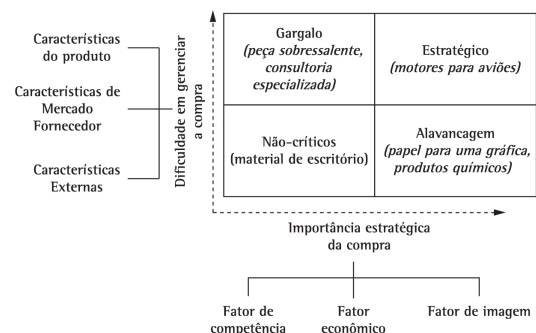 Características
do produto
Características de
Mercado
Fornecedor
Características
Externas
Dificuldade em gerenciar
a compra
Gargalo
(peça sobressalente,
consultoria
especializada)
Estratégico
(motores para aviões)
Não-críticos
(material de escritório)
Alavancagem
(papel para uma gráfica,
produtos químicos)
Importância estratégica
da compra
Fator de
competência
Fator
econômico
Fator de imagem